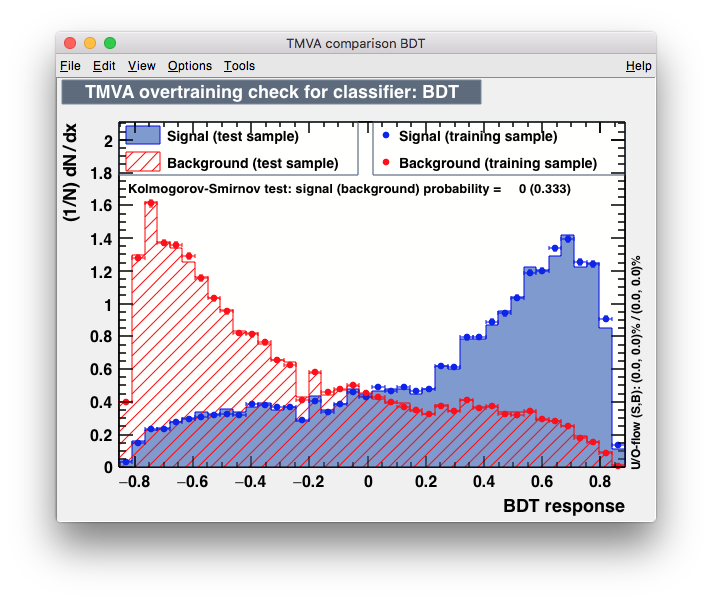 TMVA comparison BDT
File Edit View Options Tools Help
TMVA overtraining check for classifier: BDT
(1/N) dN / dx
2
1.8
1.6
1.4
1.2
1
0.8
0.6
0.4
0.2
0
Signal (test sample)
Background (test sample)
Signal (training sample)
Background (training sample)
Kolmogorov-Smirnov test: signal (background) probability = 0 (0.333)
−0.8 −0.6 −0.4 −0.2 0 0.2 0.4 0.6 0.8
BDT response
U/O-flow (S,B): (0.0, 0.0)% / (0.0, 0.0)%